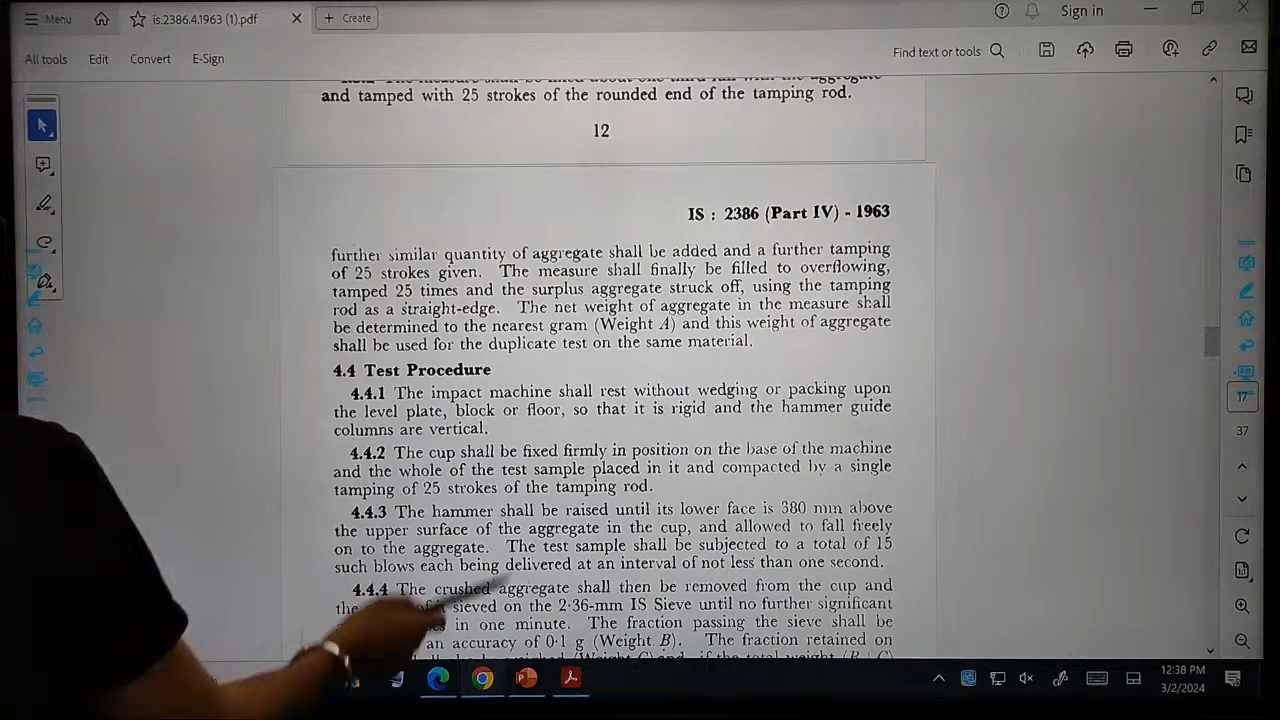 Menu
is.2386.4.1963 (1).pdf
Create
Sign in
All tools
Edit
Convert
E-Sign
Find text or tools
and tamped with 25 strokes of the rounded end of the tamping rod.
12
IS : 2386 (Part IV) - 1963
further similar quantity of aggregate shall be added and a further tamping
of 25 strokes given. The measure shall finally be filled to overflowing,
tamped 25 times and the surplus aggregate struck off, using the tamping
rod as a straight-edge. The net weight of aggregate in the measure shall
be determined to the nearest gram (Weight A) and this weight of aggregate
shall be used for the duplicate test on the same material.
4.4 Test Procedure
4.4.1 The impact machine shall rest without wedging or packing upon
the level plate, block or floor, so that it is rigid and the hammer guide
columns are vertical.
4.4.2 The cup shall be fixed firmly in position on the base of the machine
and the whole of the test sample placed in it and compacted by a single
tamping of 25 strokes of the tamping rod.
4.4.3 The hammer shall be raised until its lower face is 380 mm above
the upper surface of the aggregate in the cup, and allowed to fall freely
on to the aggregate. The test sample shall be subjected to a total of 15
such blows each being delivered at an interval of not less than one second.
4.4.4 The crushed aggregate shall then be removed from the cup and
the of it sieved on the 2·36-mm IS Sieve until no further significant
in one minute. The fraction passing the sieve shall be
an accuracy of 0·1 g (Weight B). The fraction retained on
17
37
12:38 PM
3/2/2024